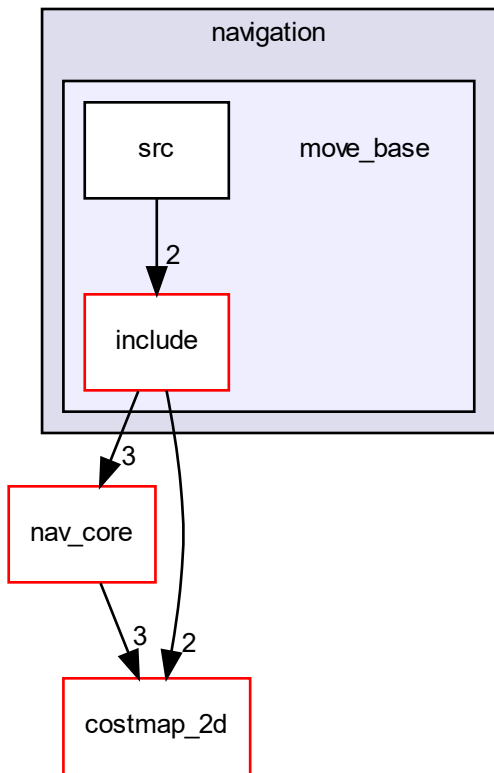 navigation
src
move_base
2
include
3
nav_core
3
2
costmap_2d